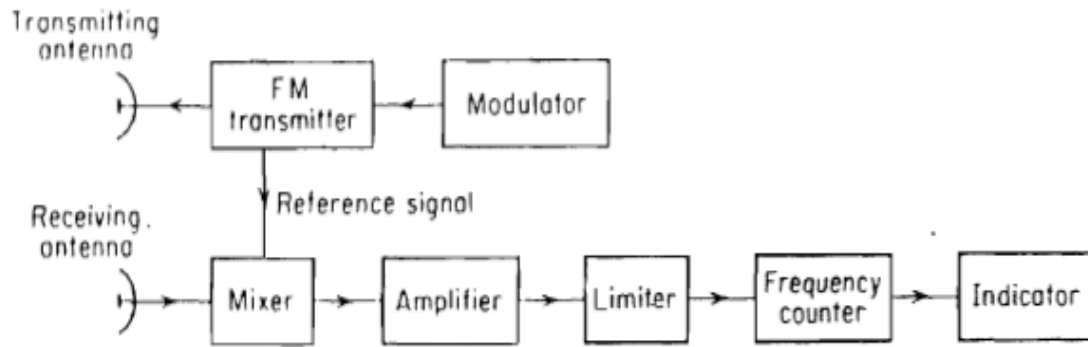 Transmitting
antenna
FM
transmitter
Modulator
Reference signal
Receiving.
antenna
Mixer
Amplifier
Limiter
Frequency
counter
Indicator